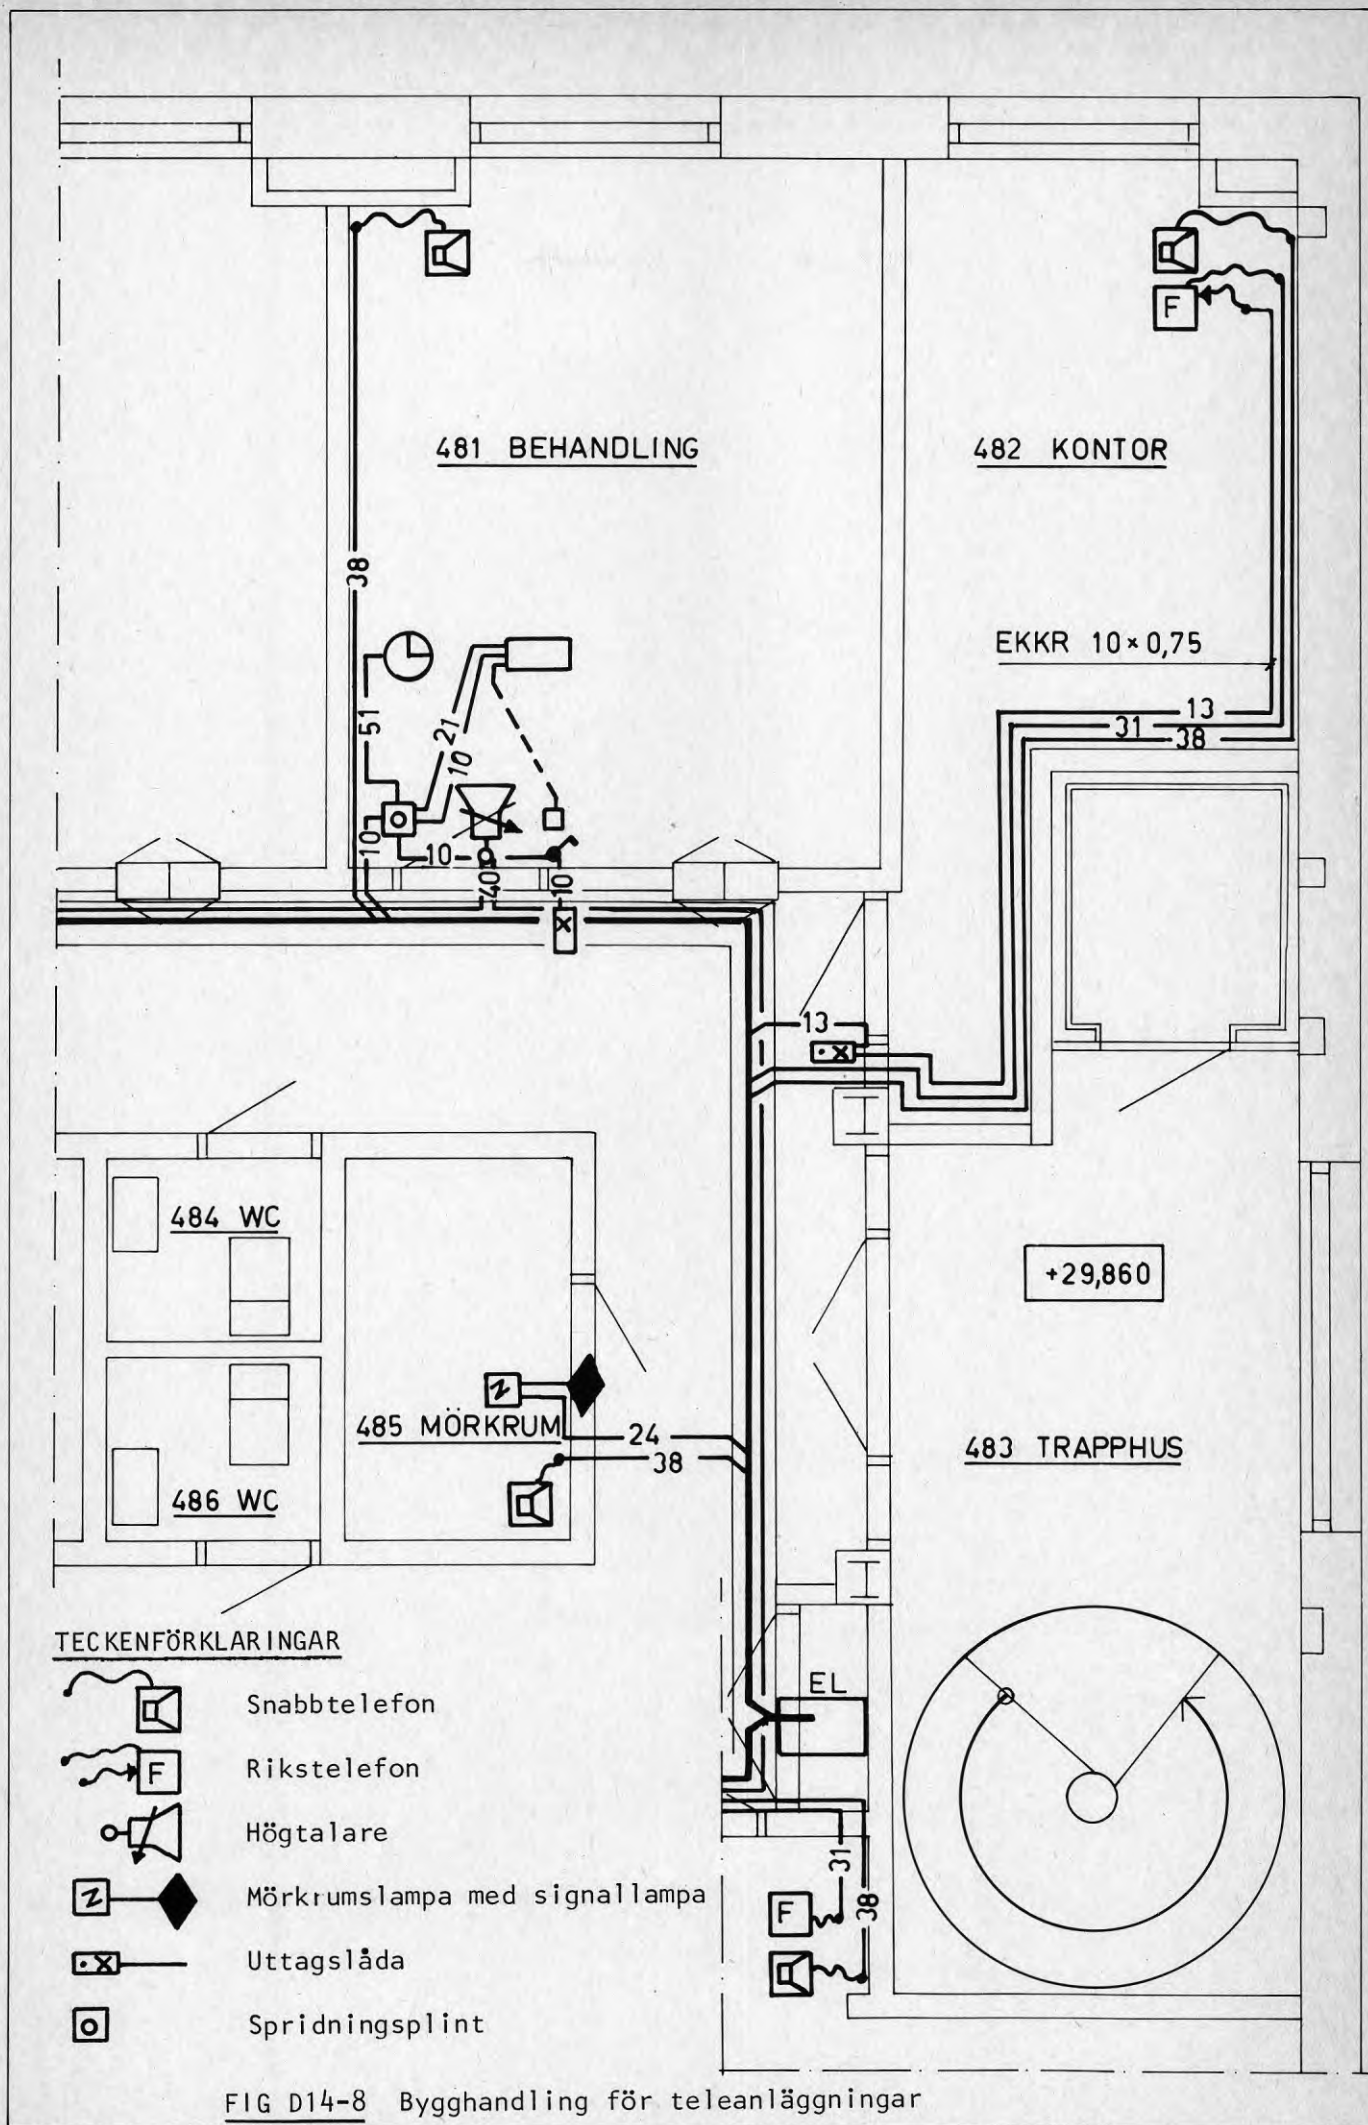 481 BEHANDLING
482 KONTOR
F
38
EKKR 10×0,75
51
21
10
13
31
38
10
10
40
10
13
484 WC
+29,860
485 MÖRKRUM
24
38
483 TRAPPHUS
486 WC
EL
31
38
F
TECKENFÖRKLARINGAR
Snabbtelefon
F Rikstelefon
Högtalare
Mörkrumslampa med signallampa
Uttagslåda
Spridningsplint
FIG D14-8 Bygghandling för teleanläggningar